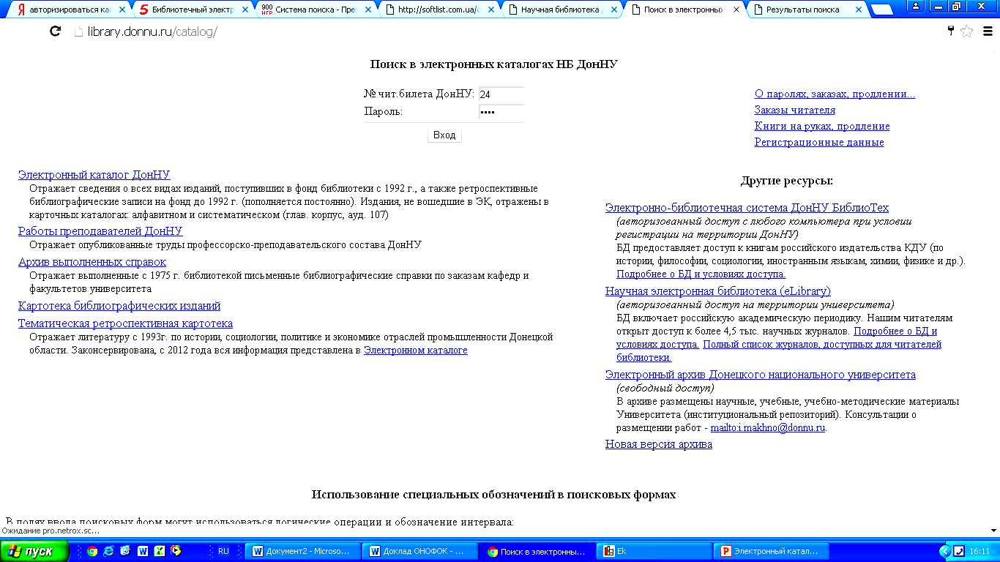 авторизироваться ка
Библиотечный электр
900 игр Система поиска - Пре
http://softlist.com.ua/
Научная библиотека
Поиск в электронных
Результаты поиска
library.donnu.ru/catalog/
Поиск в электронных каталогах НБ ДонНУ
№ чит.билета ДонНУ: 24
Пароль: ••••
Вход
О паролях, заказах, продлении...
Заказы читателя
Книги на руках, продление
Регистрационные данные
Электронный каталог ДонНУ
Отражает сведения о всех видах изданий, поступивших в фонд библиотеки с 1992 г., а также ретроспективные
библиографические записи на фонд до 1992 г. (пополняется постоянно). Издания, не вошедшие в ЭК, отражены в
карточных каталогах: алфавитном и систематическом (глав. корпус, ауд. 107)
Работы преподавателей ДонНУ
Отражает опубликованные труды профессорско-преподавательского состава ДонНУ
Архив выполненных справок
Отражает выполненные с 1975 г. библиотекой письменные библиографические справки по заказам кафедр и
факультетов университета
Картотека библиографических изданий
Тематическая ретроспективная картотека
Отражает литературу с 1993г. по истории, социологии, политике и экономике отраслей промышленности Донецкой
области. Законсервирована, с 2012 года вся информация представлена в Электронном каталоге
Другие ресурсы:
Электронно-библиотечная система ДонНУ БиблиоТех
(авторизованный доступ с любого компьютера при условии
регистрации на территории ДонНУ)
БД предоставляет доступ к книгам российского издательства КДУ (по
истории, философии, социологии, иностранным языкам, химии, физике и др.).
Подробнее о БД и условиях доступа.
Научная электронная библиотека (eLibrary)
(авторизованный доступ на территории университета)
БД включает российскую академическую периодику. Нашим читателям
открыт доступ к более 4,5 тыс. научных журналов. Подробнее о БД и
условиях доступа. Полный список журналов, доступных для читателей
библиотеки.
Электронный архив Донецкого национального университета
(свободный доступ)
В архиве размещены научные, учебные, учебно-методические материалы
Университета (институциональный репозиторий). Консультации о
размещении работ - mailto:i.makhno@donnu.ru.
Новая версия архива
Использование специальных обозначений в поисковых формах
В полях ввода поисковых форм могут использоваться логические операции и обозначение интервала:
Ожидание pro.netrox.sc...
пуск
RU
Документ2 - Microso...
Доклад ОНОФОК - ...
Поиск в электронны...
Ek
Электронный катал...
16:11